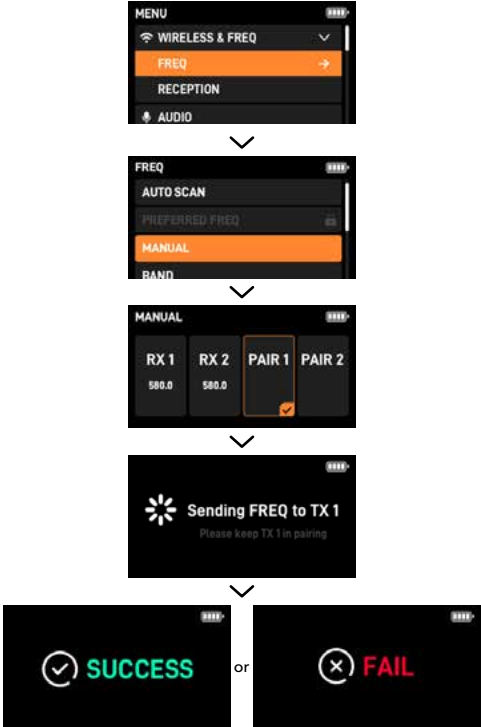 MENU
WIRELESS & FREQ
FREQ
RECEPTION
AUDIO
FREQ
AUTO SCAN
PREFERRED FREQ
MANUAL
BAND
MANUAL
RX 1 RX 2 PAIR 1 PAIR 2
580.0 580.0
Sending FREQ to TX 1
Please keep TX 1 in pairing
SUCCESS or FAIL